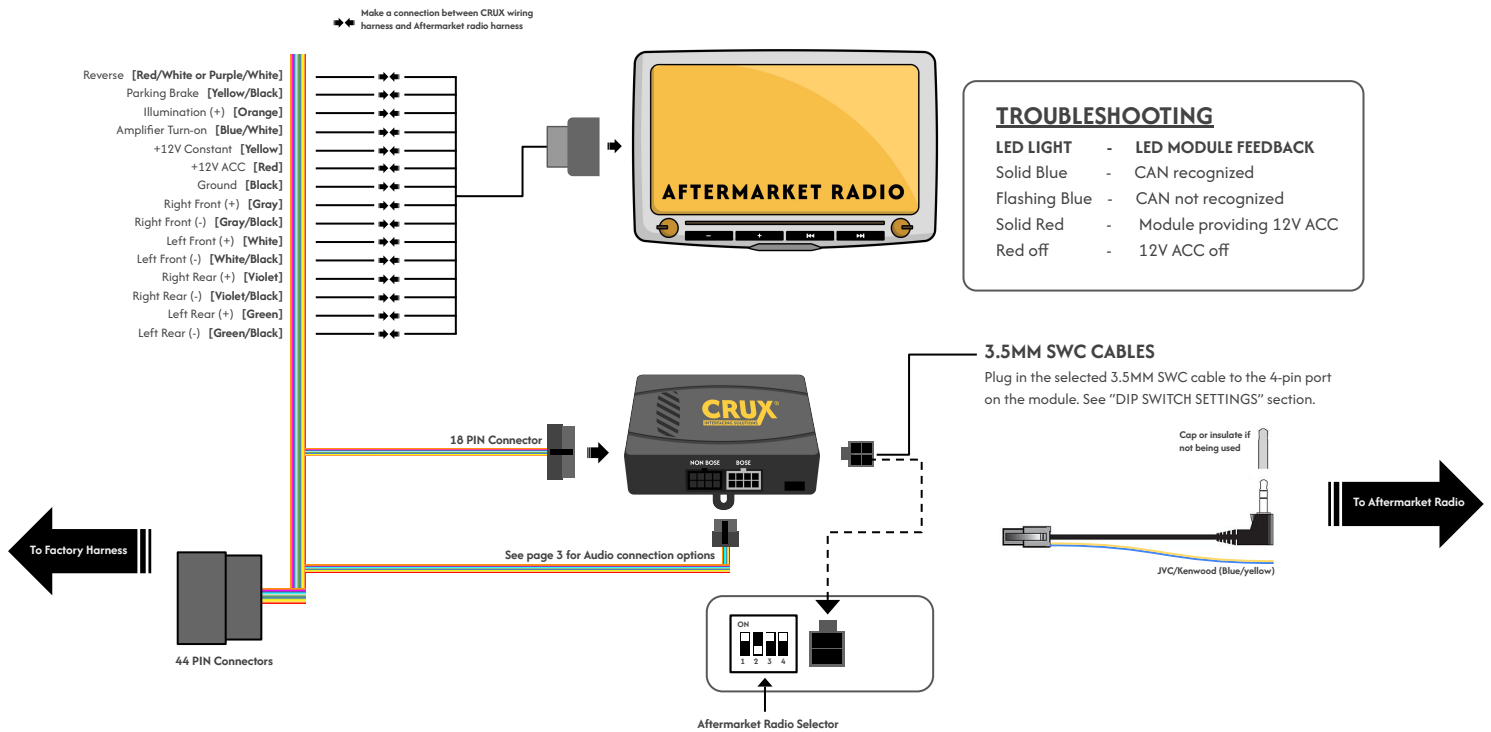 Make a connection between CRUX wiring
harness and Aftermarket radio harness
Reverse [Red/White or Purple/White]
Parking Brake [Yellow/Black]
Illumination (+) [Orange]
Amplifier Turn-on [Blue/White]
+12V Constant [Yellow]
+12V ACC [Red]
Ground [Black]
Right Front (+) [Gray]
Right Front (-) [Gray/Black]
Left Front (+) [White]
Left Front (-) [White/Black]
Right Rear (+) [Violet]
Right Rear (-) [Violet/Black]
Left Rear (+) [Green]
Left Rear (-) [Green/Black]
AFTERMARKET RADIO
TROUBLESHOOTING
LED LIGHT - LED MODULE FEEDBACK
Solid Blue - CAN recognized
Flashing Blue - CAN not recognized
Solid Red - Module providing 12V ACC
Red off - 12V ACC off
3.5MM SWC CABLES
Plug in the selected 3.5MM SWC cable to the 4-pin port
on the module. See "DIP SWITCH SETTINGS" section.
18 PIN Connector
CRUX®
INTERFACING SOLUTIONS
NON BOSE
BOSE
Cap or insulate if
not being used
To Aftermarket Radio
JVC/Kenwood (Blue/yellow)
To Factory Harness
See page 3 for Audio connection options
44 PIN Connectors
ON
1 2 3 4
Aftermarket Radio Selector